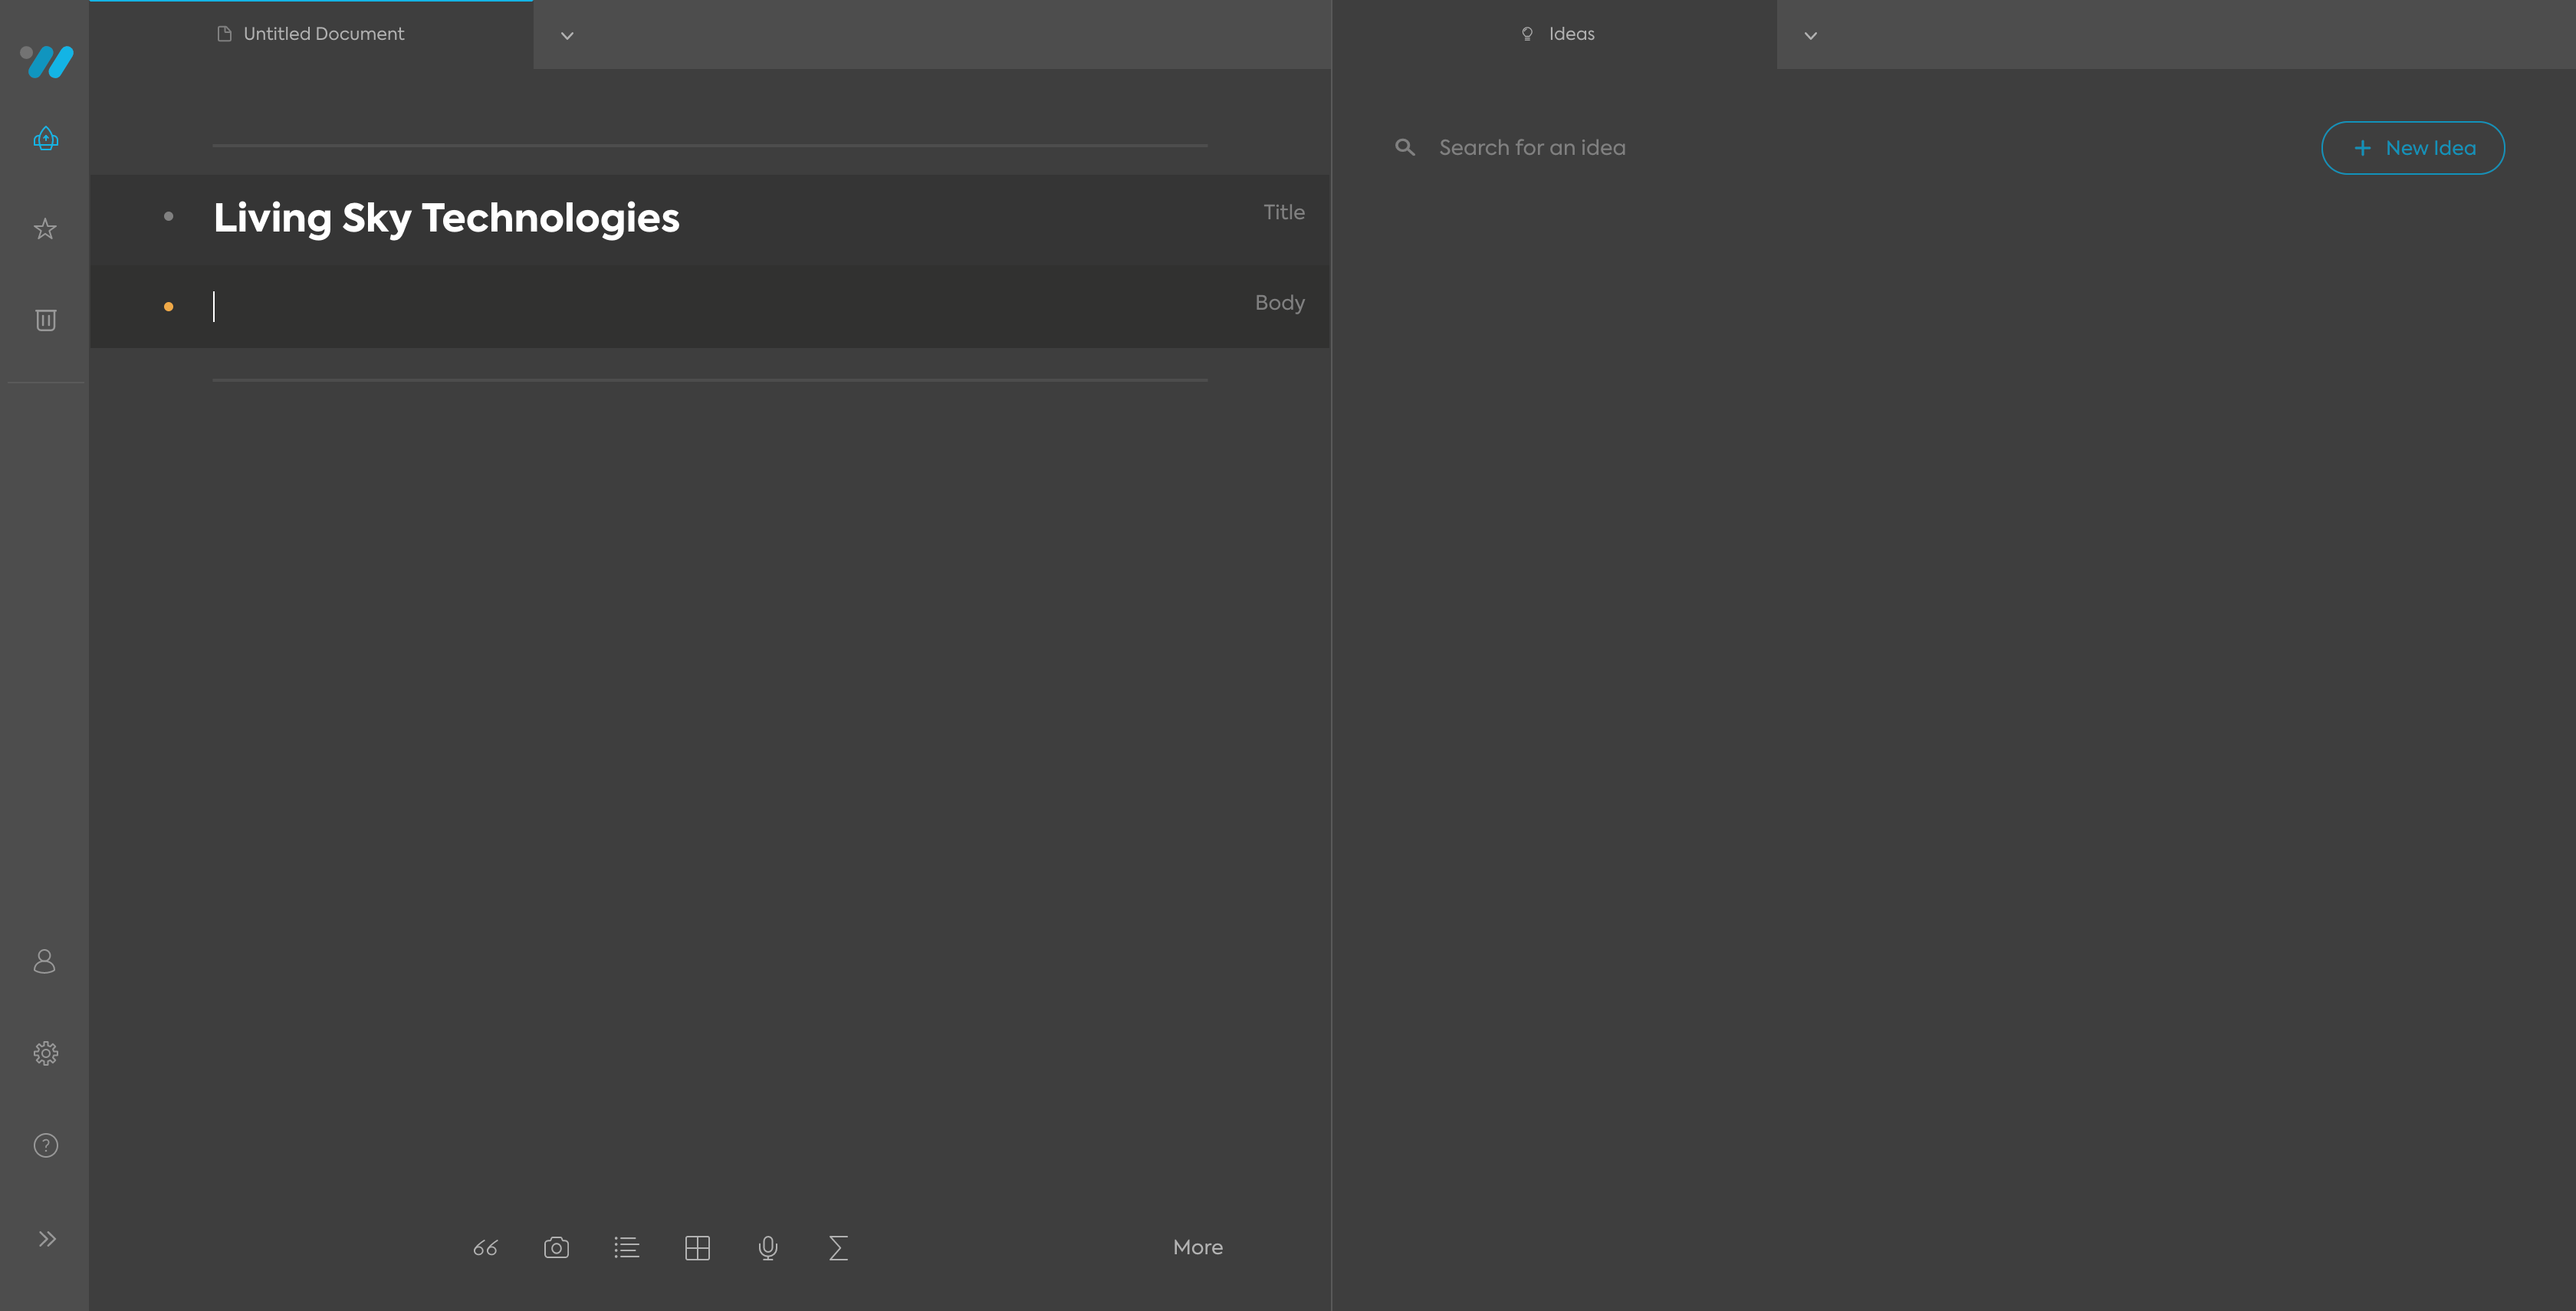 Untitled Document
Ideas
Search for an idea
+ New Idea
Living Sky Technologies
Title
Body
More